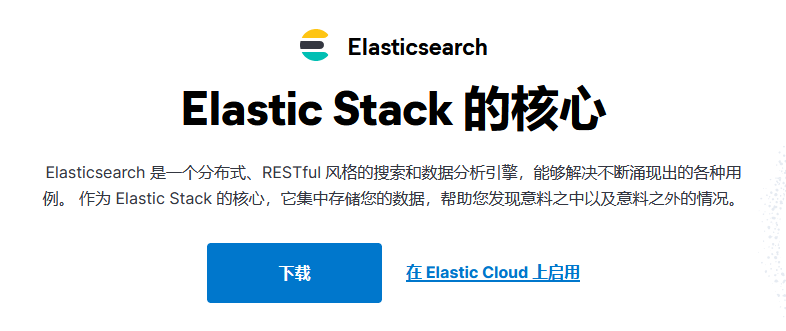 Elasticsearch
Elastic Stack 的核心
Elasticsearch 是一个分布式、RESTful 风格的搜索和数据分析引擎，能够解决不断涌现出的各种用
例。 作为 Elastic Stack 的核心，它集中存储您的数据，帮助您发现意料之中以及意料之外的情况。
下载
在 Elastic Cloud 上启用